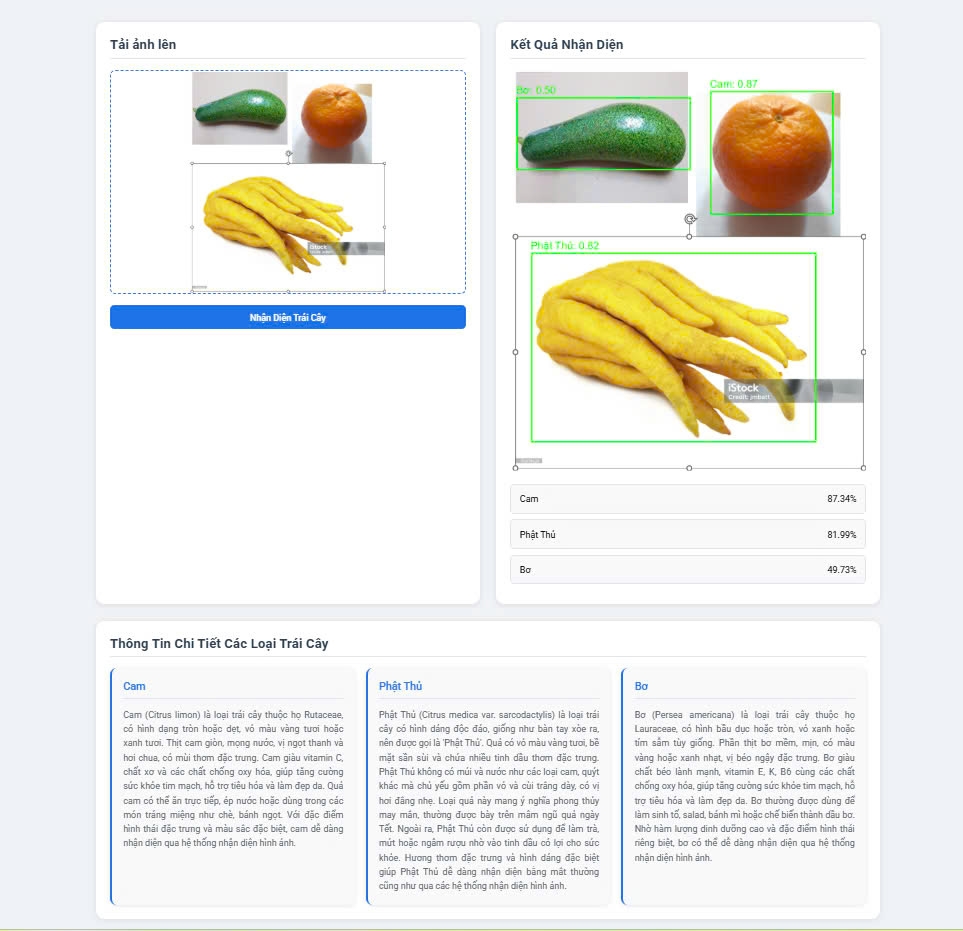 Tải ảnh lên
iStock
Nhận Diện Trái Cây
Kết Quả Nhận Diện
Bơ: 0.50
Cam: 0.87
Phật Thủ: 0.82
iStock
Credit: jmbatt
Cam 87.34%
Phật Thủ 81.99%
Bơ 49.73%
Thông Tin Chi Tiết Các Loại Trái Cây
Cam
Cam (Citrus limon) là loại trái cây thuộc họ Rutaceae,
có hình dạng tròn hoặc dẹt, vỏ màu vàng tươi hoặc
xanh tươi. Thịt cam giòn, mọng nước, vị ngọt thanh và
hơi chua, có mùi thơm đặc trưng. Cam giàu vitamin C,
chất xơ và các chất chống oxy hóa, giúp tăng cường
sức khỏe tim mạch, hỗ trợ tiêu hóa và làm đẹp da. Quả
cam có thể ăn trực tiếp, ép nước hoặc dùng trong các
món tráng miệng như chè, bánh ngọt. Với đặc điểm
hình thái đặc trưng và màu sắc đặc biệt, cam dễ dàng
nhận diện qua hệ thống nhận diện hình ảnh.
Phật Thủ
Phật Thủ (Citrus medica var. sarcodactylis) là loại trái
cây có hình dáng độc đáo, giống như bàn tay xòe ra,
nên được gọi là 'Phật Thủ'. Quả có vỏ màu vàng tươi, bề
mặt sần sùi và chứa nhiều tinh dầu thơm đặc trưng.
Phật Thủ không có múi và nước như các loại cam, quýt
khác mà chủ yếu gồm phần vỏ và cùi trắng dày, có vị
hơi đắng nhẹ. Loại quả này mang ý nghĩa phong thủy
may mắn, thường được bày trên mâm ngũ quả ngày
Tết. Ngoài ra, Phật Thủ còn được sử dụng để làm trà,
mứt hoặc ngâm rượu nhờ vào tinh dầu có lợi cho sức
khỏe. Hương thơm đặc trưng và hình dáng đặc biệt
giúp Phật Thủ dễ dàng nhận diện bằng mắt thường
cũng như qua các hệ thống nhận diện hình ảnh.
Bơ
Bơ (Persea americana) là loại trái cây thuộc họ
Lauraceae, có hình bầu dục hoặc tròn, vỏ xanh hoặc
tím sẫm tùy giống. Phần thịt bơ mềm, mịn, có màu
vàng hoặc xanh nhạt, vị béo ngậy đặc trưng. Bơ giàu
chất béo lành mạnh, vitamin E, K, B6 cùng các chất
chống oxy hóa, giúp tăng cường sức khỏe tim mạch, hỗ
trợ tiêu hóa và làm đẹp da. Bơ thường được dùng để
làm sinh tố, salad, bánh mì hoặc chế biến thành dầu bơ.
Nhờ hàm lượng dinh dưỡng cao và đặc điểm hình thái
riêng biệt, bơ có thể dễ dàng nhận diện qua hệ thống
nhận diện hình ảnh.